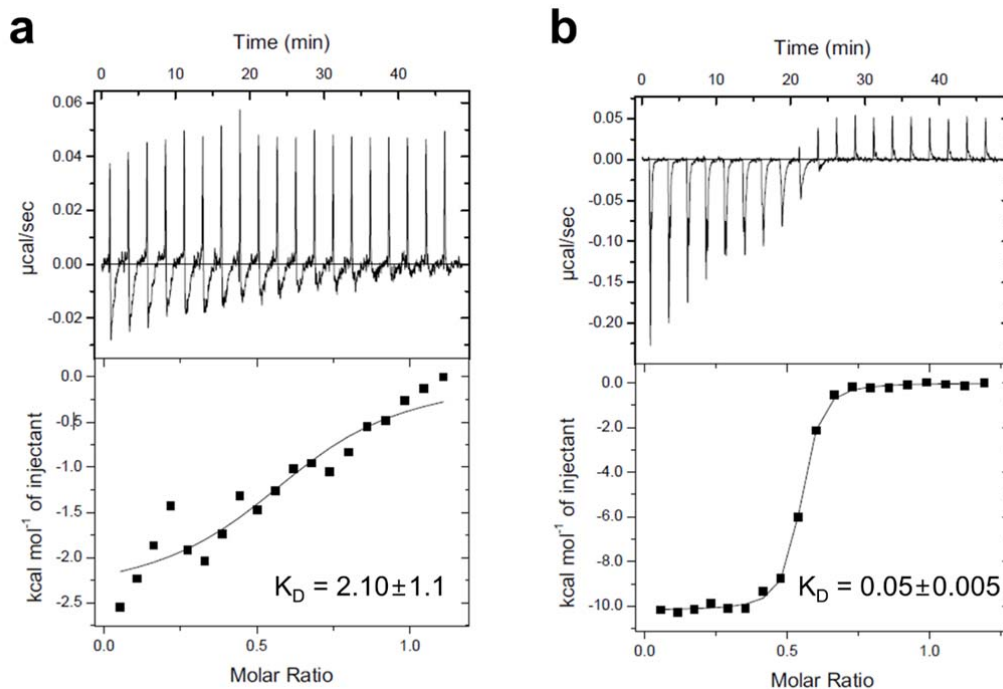 a
Time (min)
0 10 20 30 40
0.06
0.04
0.02
0.00
-0.02
µcal/sec
0.0
-0.5
-1.0
-1.5
-2.0
-2.5
kcal mol⁻¹ of injectant
K_D = 2.10±1.1
0.0 0.5 1.0
Molar Ratio
b
Time (min)
0 10 20 30 40
0.05
0.00
-0.05
-0.10
-0.15
-0.20
µcal/sec
0.0
-2.0
-4.0
-6.0
-8.0
-10.0
kcal mol⁻¹ of injectant
K_D = 0.05±0.005
0.0 0.5 1.0
Molar Ratio